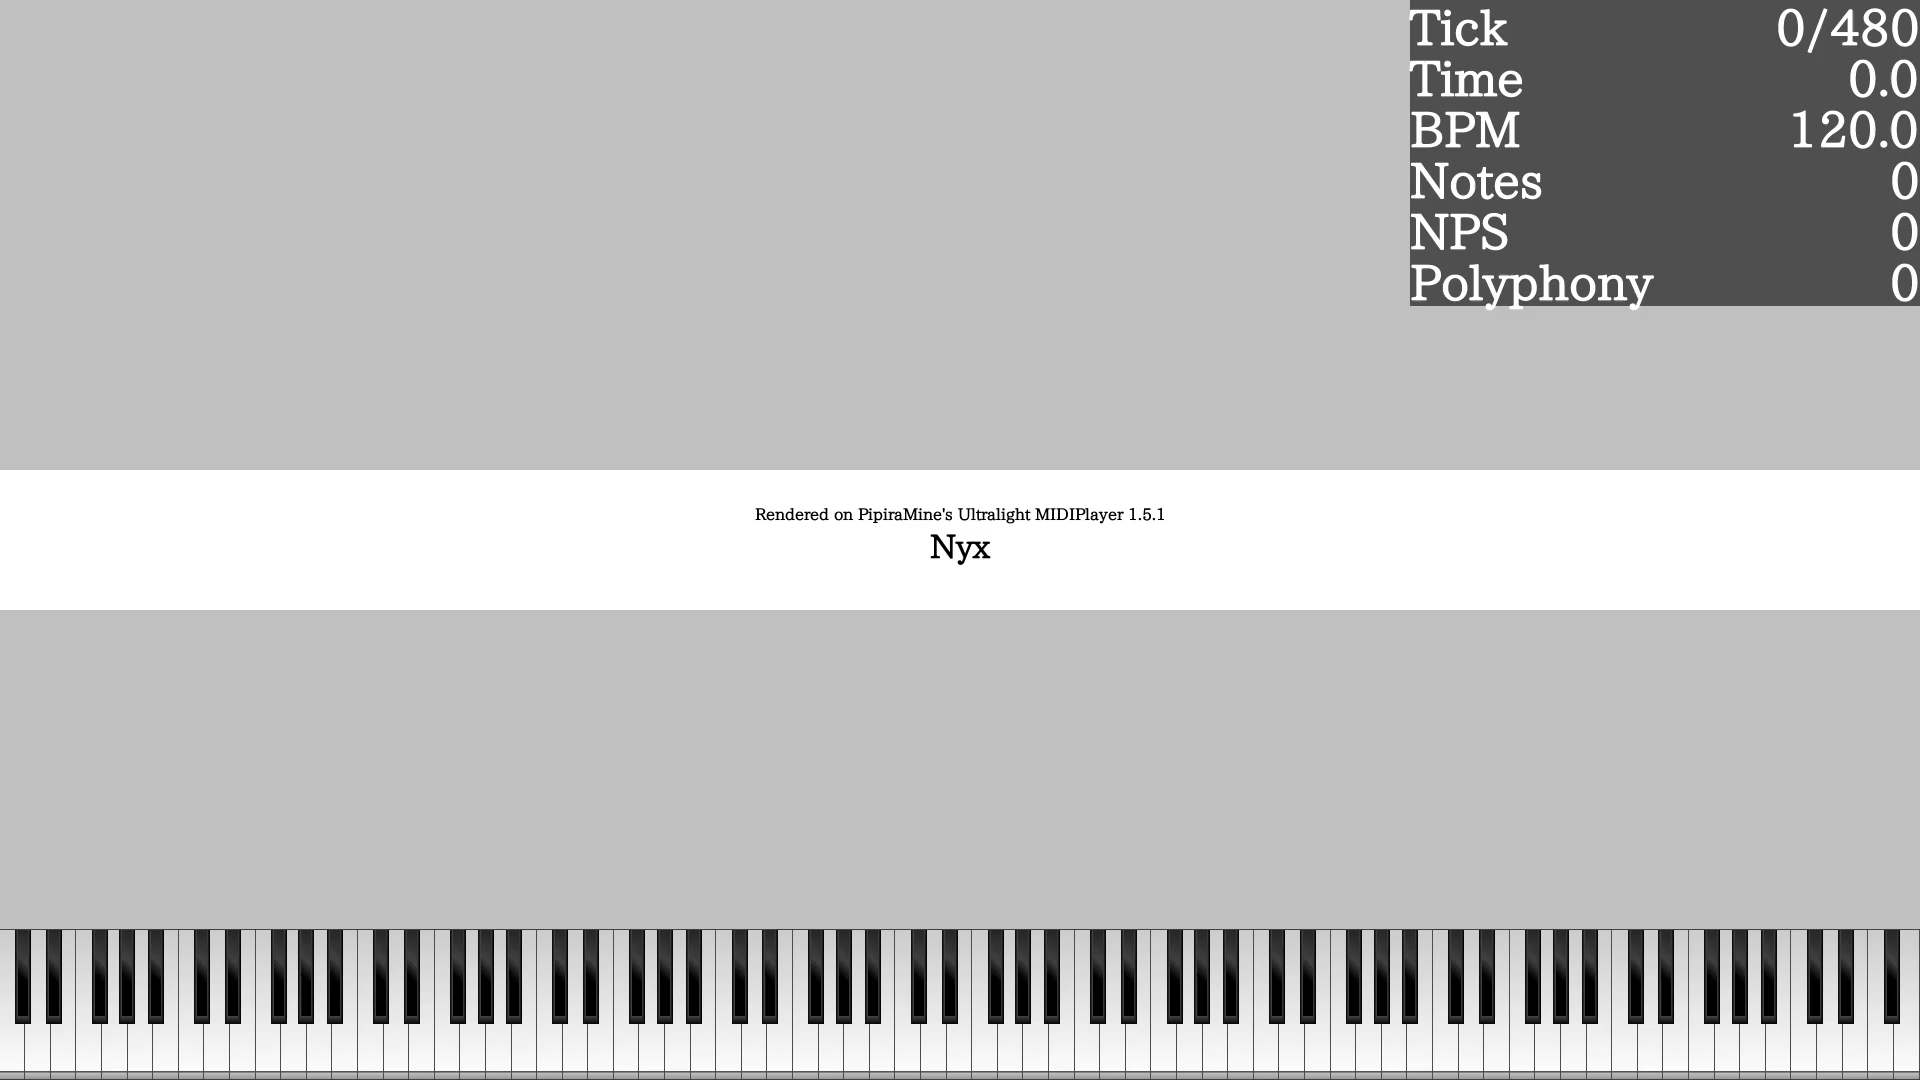 Tick 0/480
Time 0.0
BPM 120.0
Notes 0
NPS 0
Polyphony 0
Rendered on PipiraMine's Ultralight MIDIPlayer 1.5.1
Nyx